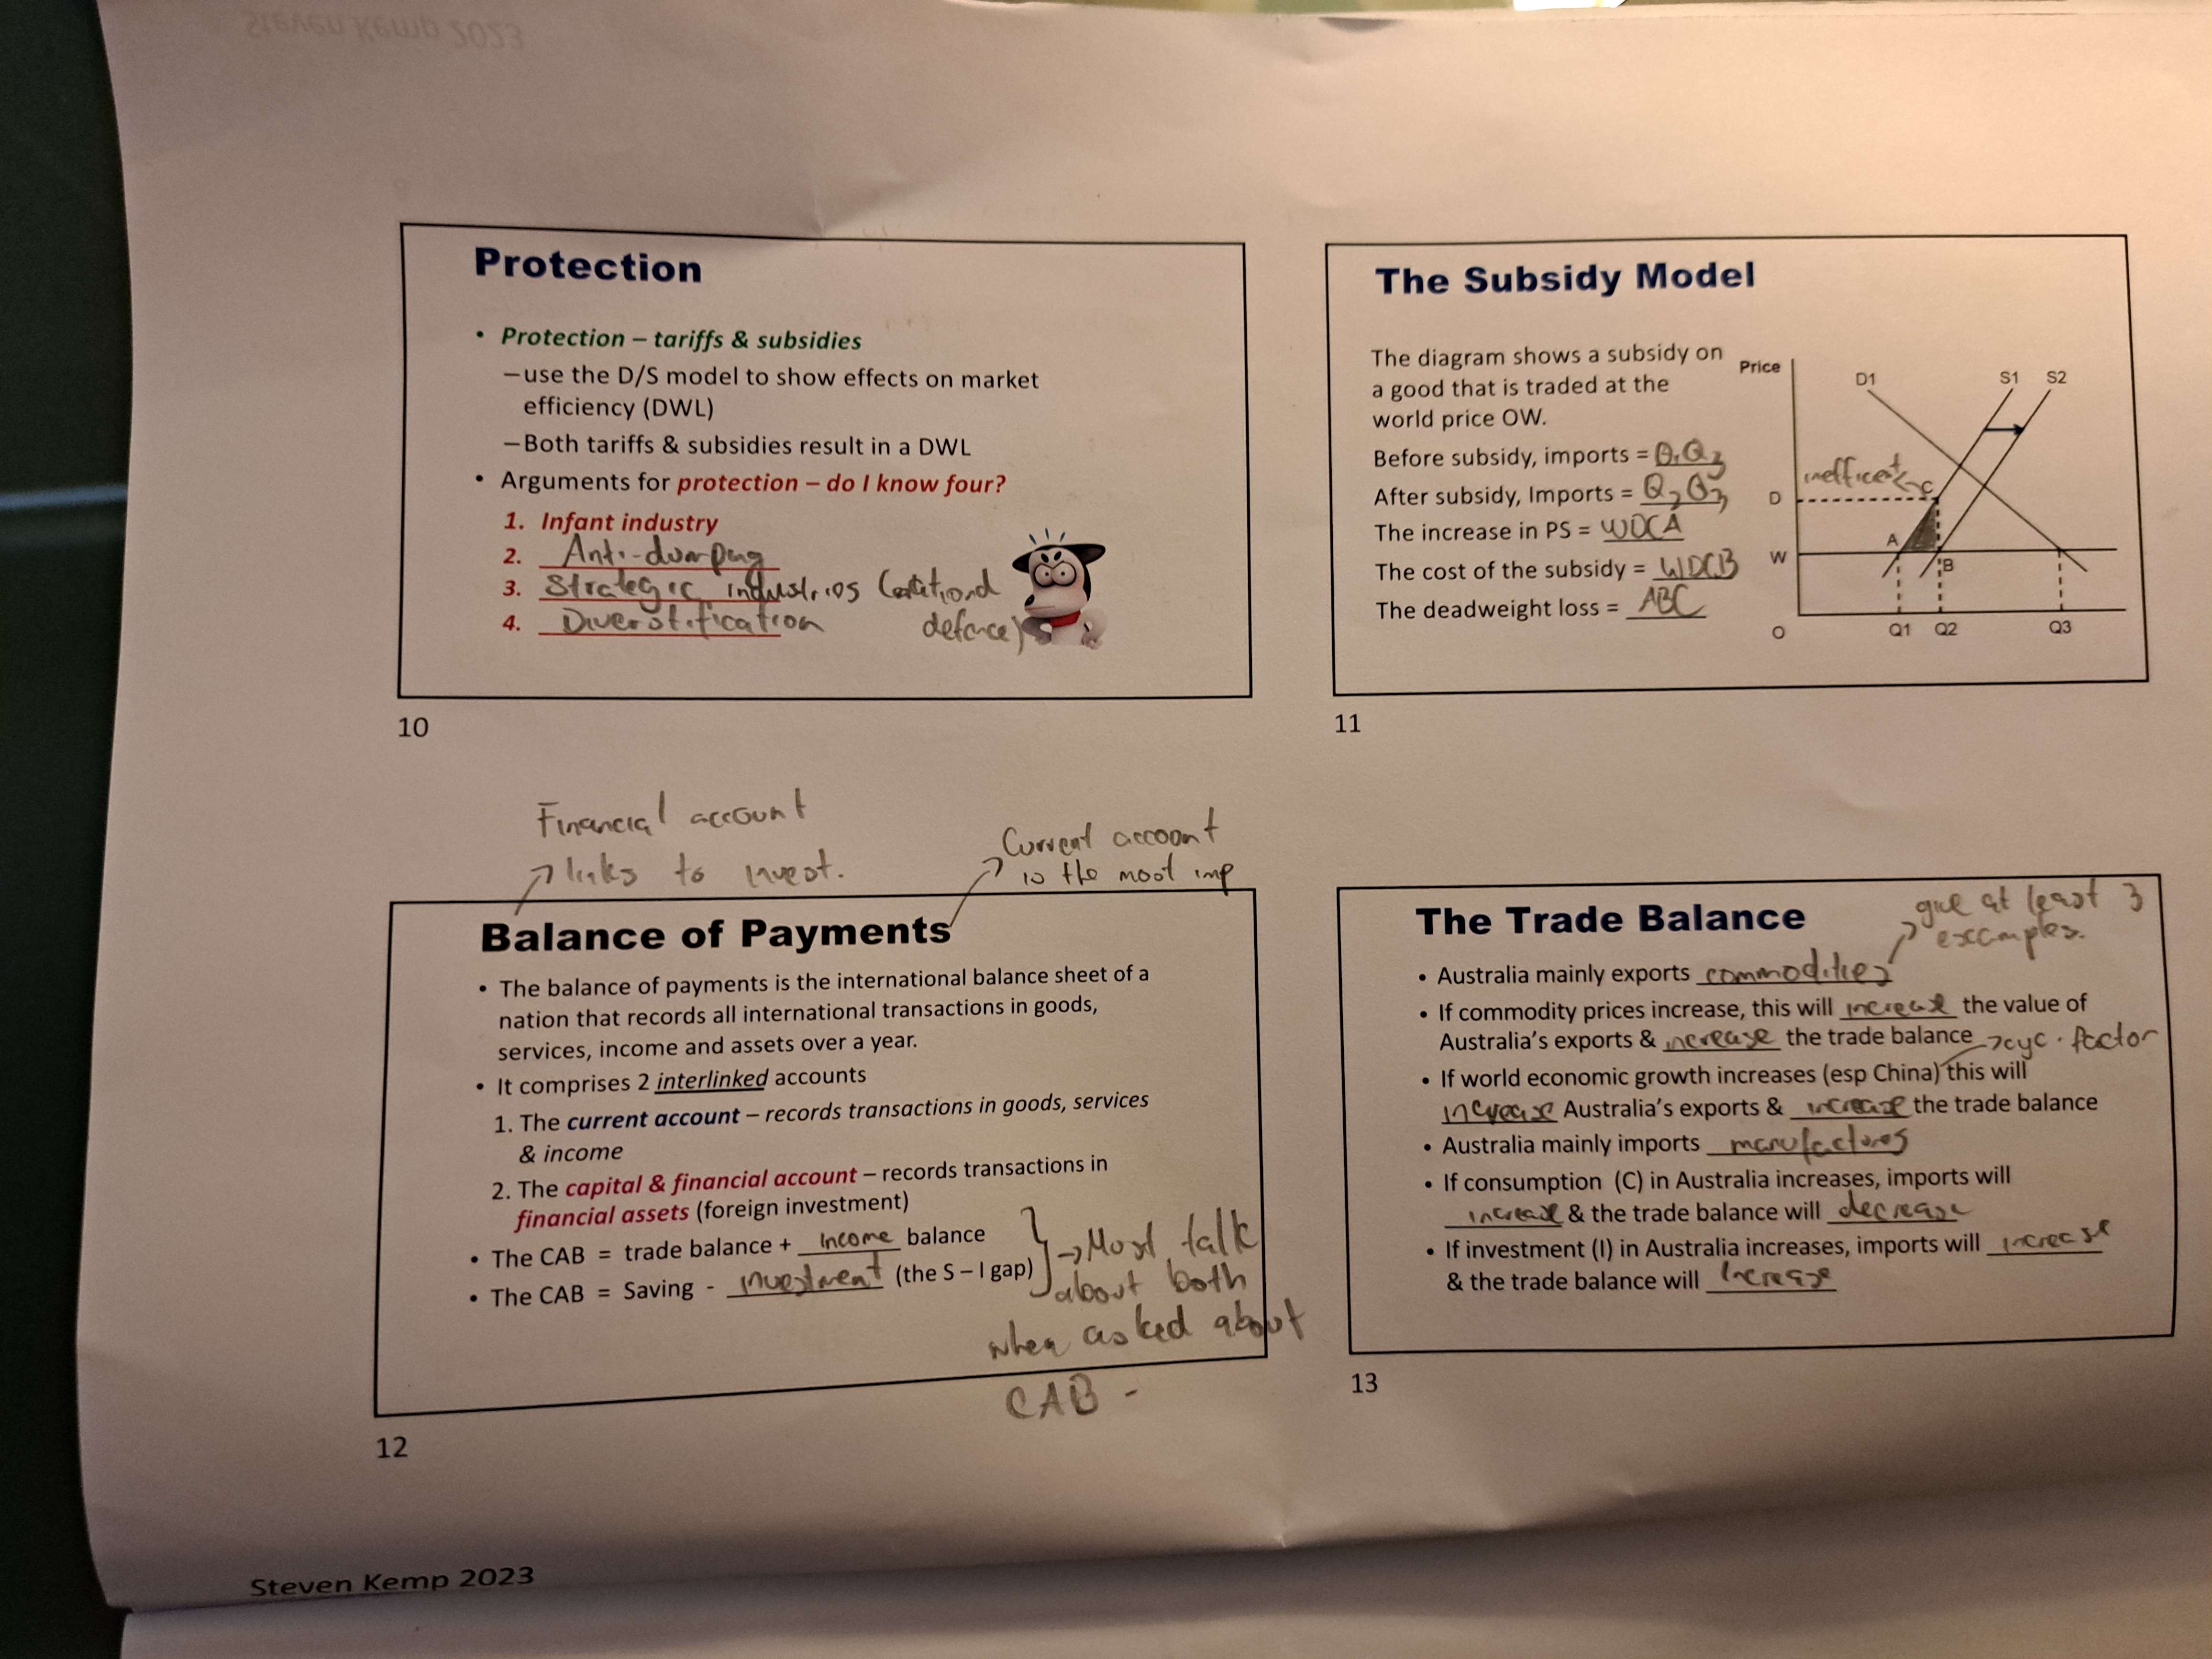 Steven Kemp 2023
Protection
• Protection – tariffs & subsidies
–use the D/S model to show effects on market
efficiency (DWL)
–Both tariffs & subsidies result in a DWL
• Arguments for protection – do I know four?
1. Infant industry
2. Anti-dumping
3. Strategic industries (national
defence)
4. Diverstification
10
The Subsidy Model
The diagram shows a subsidy on
a good that is traded at the
world price OW.
Before subsidy, imports = Q1Q3
After subsidy, Imports = Q2Q3
The increase in PS = WDCA
The cost of the subsidy = WDCB
The deadweight loss = ABC
Price
D1
S1
S2
inefficent
C
D
A
W
B
O
Q1
Q2
Q3
11
Financial account
links to invest.
Current account
is the most imp
Balance of Payments
• The balance of payments is the international balance sheet of a
nation that records all international transactions in goods,
services, income and assets over a year.
• It comprises 2 interlinked accounts
1. The current account – records transactions in goods, services
& income
2. The capital & financial account – records transactions in
financial assets (foreign investment)
• The CAB = trade balance + income balance
• The CAB = Saving - investment (the S – I gap)
→ Must talk
about both
when asked about
CAB -
12
The Trade Balance
give at least 3
examples.
• Australia mainly exports commodities
• If commodity prices increase, this will increase the value of
Australia's exports & increase the trade balance
→ cyc. factor
• If world economic growth increases (esp China) this will
increase Australia's exports & increase the trade balance
• Australia mainly imports manufactures
• If consumption (C) in Australia increases, imports will
increase & the trade balance will decrease
• If investment (I) in Australia increases, imports will increase
& the trade balance will Increase
13
Steven Kemp 2023